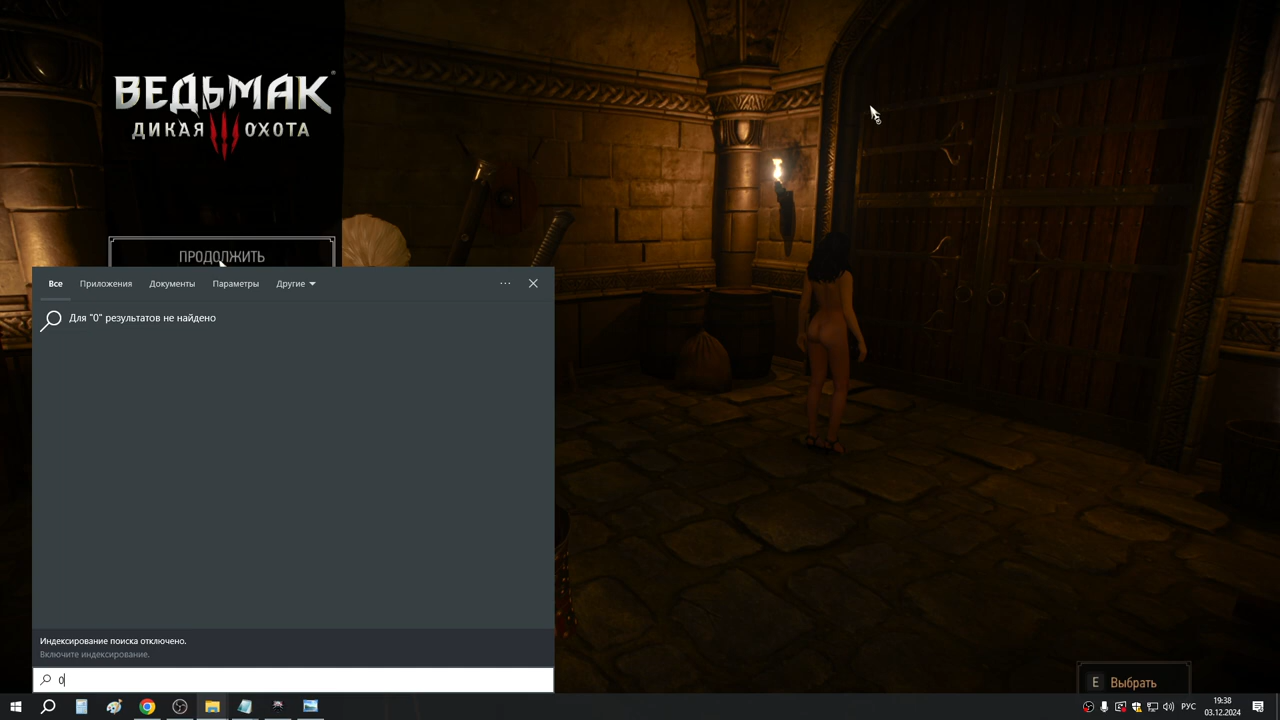 ВЕДЬМАК
ДИКАЯ ОХОТА
ПРОДОЛЖИТЬ
Все Приложения Документы Параметры Другие
Для "0" результатов не найдено
Индексирование поиска отключено.
Включите индексирование.
0
E Выбрать
РУС
19:38
03.12.2024